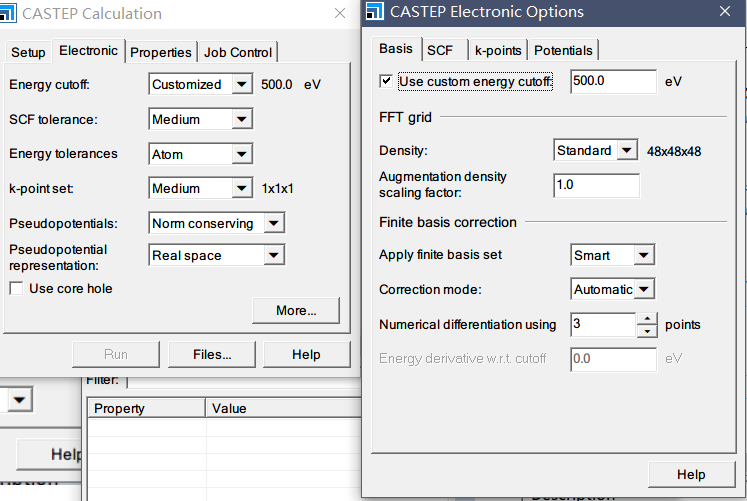 CASTEP Calculation
Setup Electronic Properties Job Control
Energy cutoff: Customized 500.0 eV
SCF tolerance: Medium
Energy tolerances Atom
k-point set: Medium 1x1x1
Pseudopotentials: Norm conserving
Pseudopotential
representation: Real space
Use core hole
More...
Run Files... Help
Filter:
Property Value
Help
CASTEP Electronic Options
Basis SCF k-points Potentials
Use custom energy cutoff: 500.0 eV
FFT grid
Density: Standard 48x48x48
Augmentation density
scaling factor: 1.0
Finite basis correction
Apply finite basis set Smart
Correction mode: Automatic
Numerical differentiation using 3 points
Energy derivative w.r.t. cutoff 0.0 eV
Help